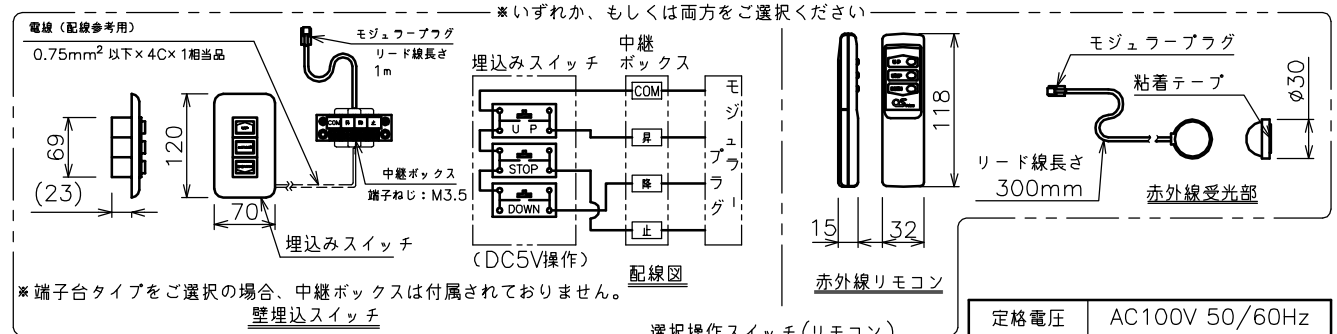 ※いずれか、もしくは両方をご選択ください
電線（配線参考用）
0.75mm² 以下× 4C× 1相当品
モジュラープラグ
リード線長さ
1m
COM 昇 降 止
中継ボックス
端子ねじ：M3.5
69
(23)
120
70
埋込みスイッチ
埋込みスイッチ
中継
ボックス
モジュラープラグ
COM
UP
昇
STOP
降
DOWN
止
(DC5V操作)
配線図
※端子台タイプをご選択の場合、中継ボックスは付属されておりません。
壁埋込スイッチ
118
15
32
赤外線リモコン
モジュラープラグ
粘着テープ
ø30
リード線長さ
300mm
赤外線受光部
選択操作スイッチ(リモコン)
定格電圧 AC100V 50/60Hz